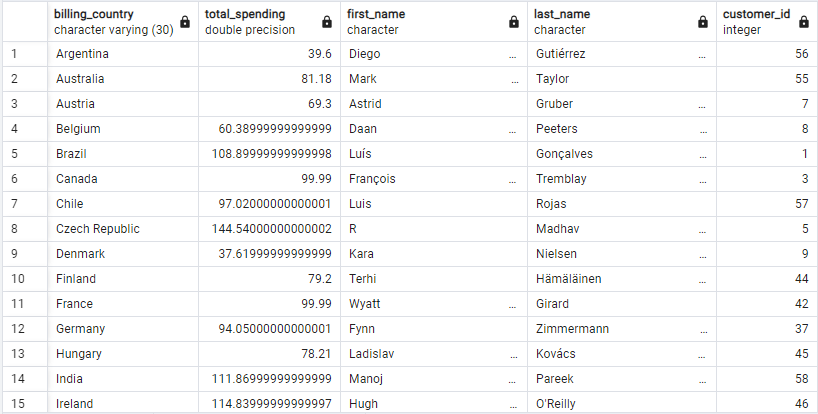 billing_country total_spending first_name last_name customer_id
character varying (30) double precision character character integer
1 Argentina 39.6 Diego ... Gutiérrez ... 56
2 Australia 81.18 Mark ... Taylor ... 55
3 Austria 69.3 Astrid Gruber ... 7
4 Belgium 60.38999999999999 Daan ... Peeters ... 8
5 Brazil 108.89999999999998 Luís Gonçalves ... 1
6 Canada 99.99 François ... Tremblay ... 3
7 Chile 97.02000000000001 Luis Rojas ... 57
8 Czech Republic 144.54000000000002 R Madhav ... 5
9 Denmark 37.61999999999999 Kara Nielsen ... 9
10 Finland 79.2 Terhi Hämäläinen ... 44
11 France 99.99 Wyatt ... Girard ... 42
12 Germany 94.05000000000001 Fynn Zimmermann ... 37
13 Hungary 78.21 Ladislav ... Kovács ... 45
14 India 111.86999999999999 Manoj ... Pareek ... 58
15 Ireland 114.83999999999997 Hugh ... O'Reilly 46